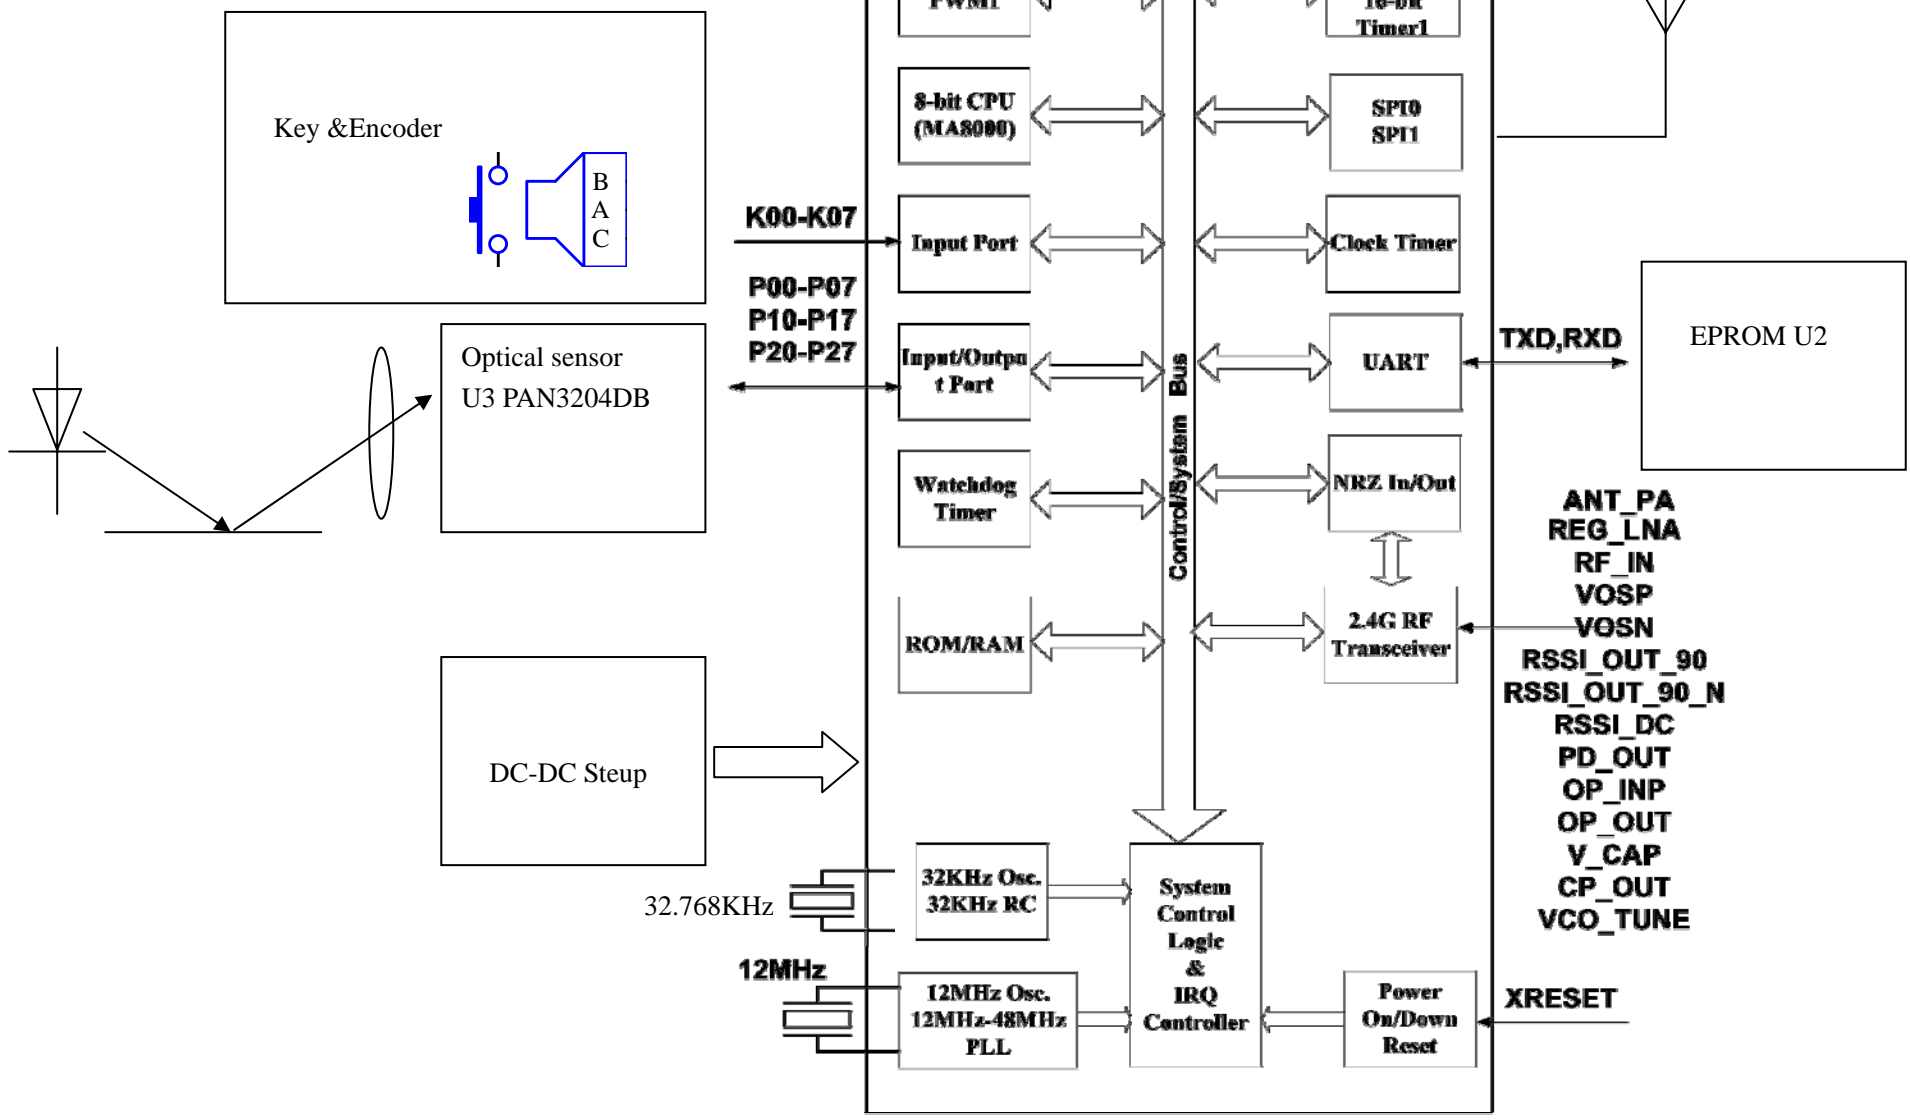 PWM1
16-bit
Timer1
Key &Encoder
B
A
C
8-bit CPU
(MA8000)
SPI0
SPI1
K00-K07
Input Port
Clock Timer
P00-P07
P10-P17
P20-P27
Input/Outpu
t Port
UART
TXD,RXD
EPROM U2
Optical sensor
U3 PAN3204DB
Control/System Bus
Watchdog
Timer
NRZ In/Out
ROM/RAM
2.4G RF
Transceiver
ANT_PA
REG_LNA
RF_IN
VOSP
VOSN
RSSI_OUT_90
RSSI_OUT_90_N
RSSI_DC
PD_OUT
OP_INP
OP_OUT
V_CAP
CP_OUT
VCO_TUNE
DC-DC Steup
32.768KHz
32KHz Osc.
32KHz RC
System
Control
Logic
&
IRQ
Controller
12MHz
12MHz Osc.
12MHz-48MHz
PLL
Power
On/Down
Reset
XRESET